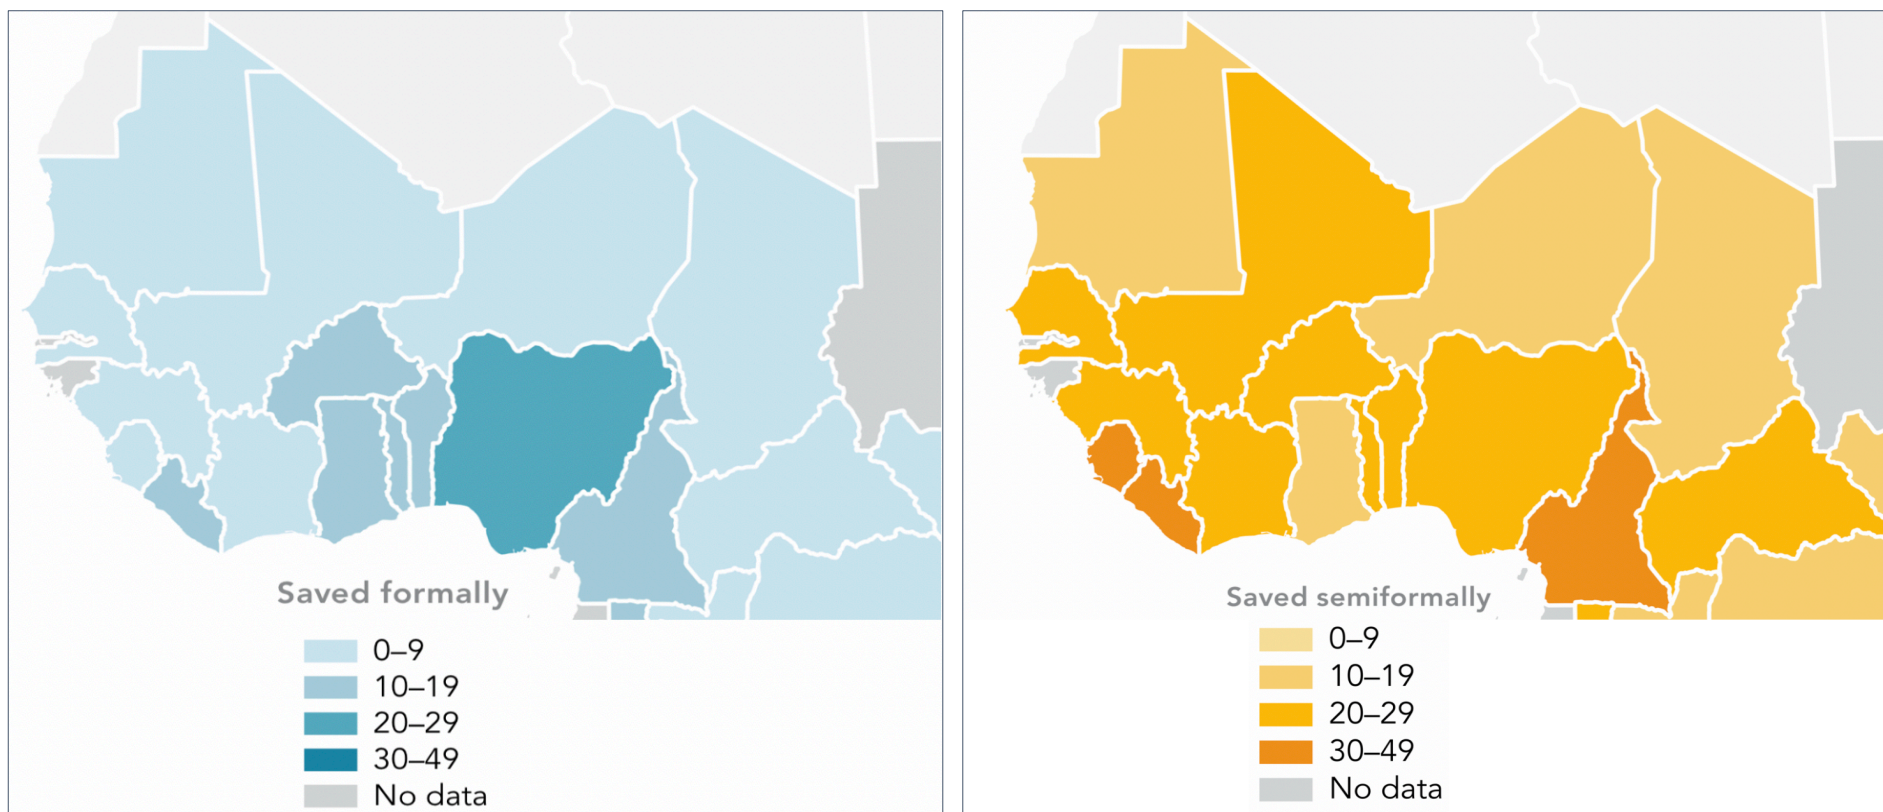 Saved formally
0–9
10–19
20–29
30–49
No data
Saved semiformally
0–9
10–19
20–29
30–49
No data